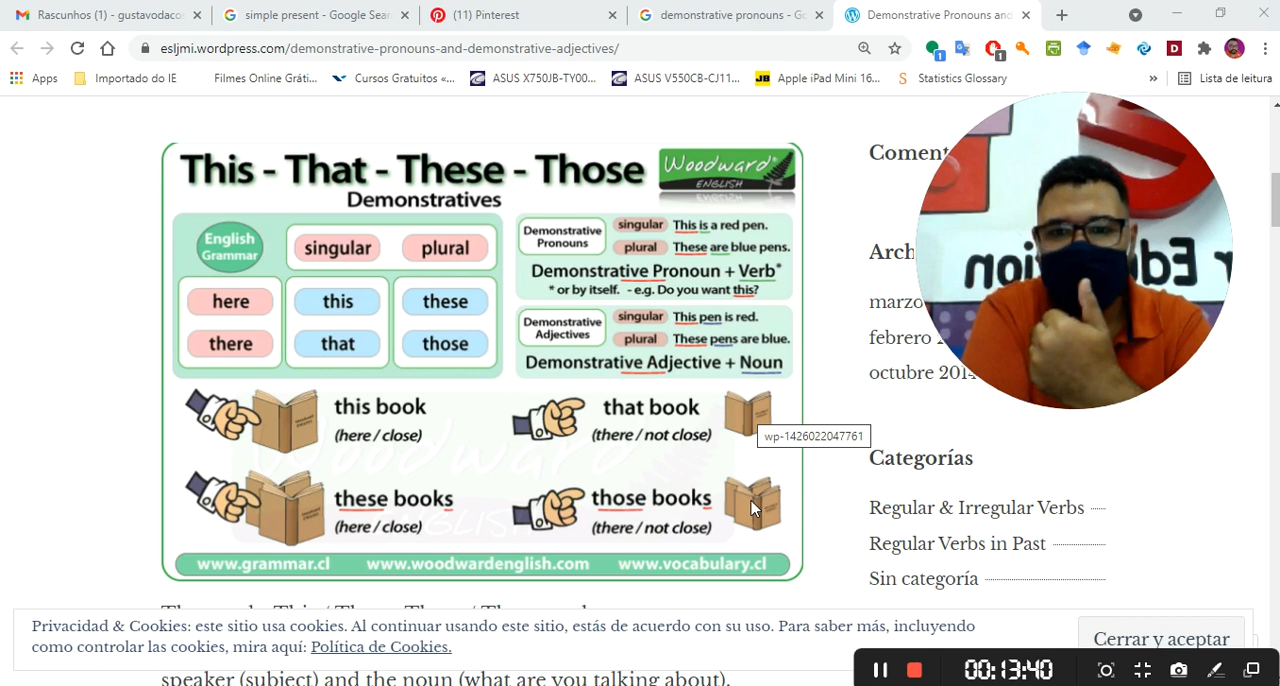 Rascunhos (1) - gustavodacos
simple present - Google Sear
(11) Pinterest
demonstrative pronouns - Go
Demonstrative Pronouns and
esljmi.wordpress.com/demonstrative-pronouns-and-demonstrative-adjectives/
Apps
Importado do IE
Filmes Online Gráti...
Cursos Gratuitos «...
ASUS X750JB-TY00...
ASUS V550CB-CJ11...
Apple iPad Mini 16...
Statistics Glossary
»
Lista de leitura
This - That - These - Those
Demonstratives
Woodward
ENGLISH
English
Grammar
singular
plural
here
this
these
there
that
those
Demonstrative
Pronouns
singular
This is a red pen.
plural
These are blue pens.
Demonstrative Pronoun + Verb*
* or by itself. - e.g. Do you want this?
Demonstrative
Adjectives
singular
This pen is red.
plural
These pens are blue.
Demonstrative Adjective + Noun
this book
(here / close)
that book
(there / not close)
these books
(here / close)
those books
(there / not close)
www.grammar.cl
www.woodwardenglish.com
www.vocabulary.cl
wp-1426022047761
Coment
Arch
marzo
febrero 2
octubre 2014
Categorías
Regular & Irregular Verbs
Regular Verbs in Past
Sin categoría
Privacidad & Cookies: este sitio usa cookies. Al continuar usando este sitio, estás de acuerdo con su uso. Para saber más, incluyendo
como controlar las cookies, mira aquí: Política de Cookies.
Cerrar y aceptar
speaker (subject) and the noun (what are you talking about).
00:13:40